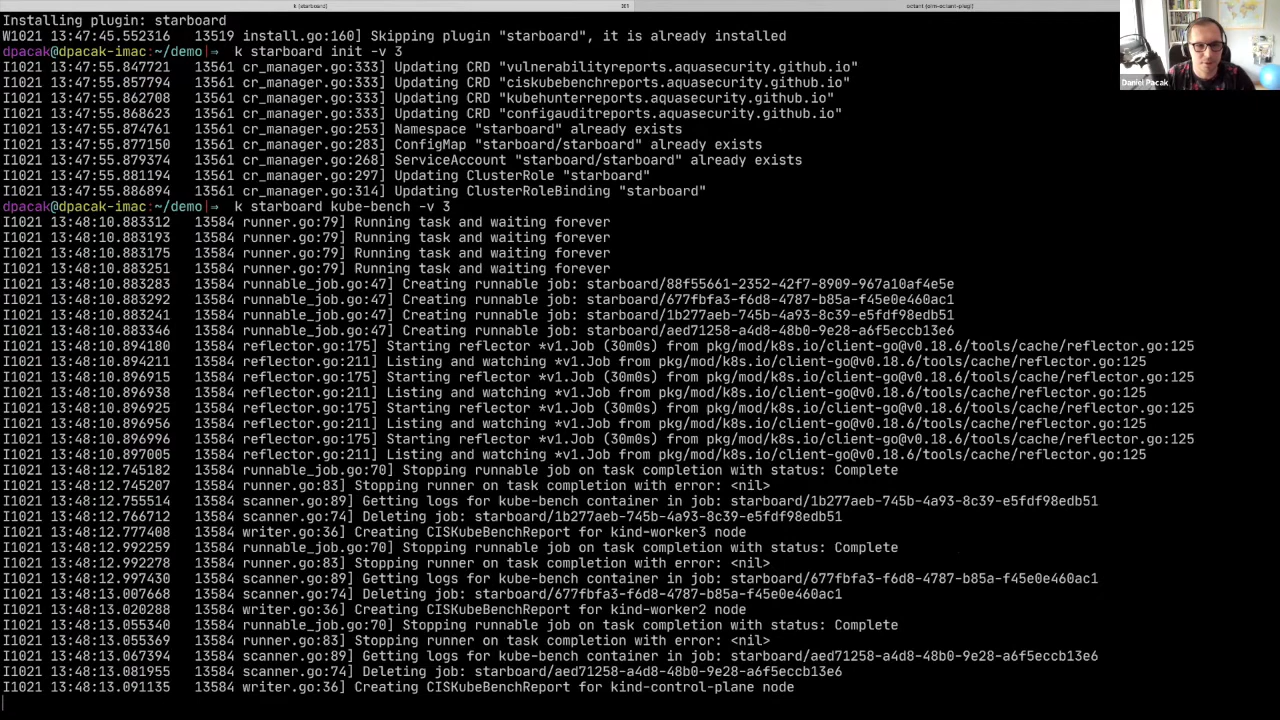 k (starboard)
⌘1
octant (olm-octant-plug)
Installing plugin: starboard
W1021 13:47:45.552316   13519 install.go:160] Skipping plugin "starboard", it is already installed
dpacak@dpacak-imac:~/demo|⇒  k starboard init -v 3
I1021 13:47:55.847721   13561 cr_manager.go:333] Updating CRD "vulnerabilityreports.aquasecurity.github.io"
I1021 13:47:55.857794   13561 cr_manager.go:333] Updating CRD "ciskubebenchreports.aquasecurity.github.io"
I1021 13:47:55.862708   13561 cr_manager.go:333] Updating CRD "kubehunterreports.aquasecurity.github.io"
I1021 13:47:55.868623   13561 cr_manager.go:333] Updating CRD "configauditreports.aquasecurity.github.io"
I1021 13:47:55.874761   13561 cr_manager.go:253] Namespace "starboard" already exists
I1021 13:47:55.877150   13561 cr_manager.go:283] ConfigMap "starboard/starboard" already exists
I1021 13:47:55.879374   13561 cr_manager.go:268] ServiceAccount "starboard/starboard" already exists
I1021 13:47:55.881194   13561 cr_manager.go:297] Updating ClusterRole "starboard"
I1021 13:47:55.886894   13561 cr_manager.go:314] Updating ClusterRoleBinding "starboard"
dpacak@dpacak-imac:~/demo|⇒  k starboard kube-bench -v 3
I1021 13:48:10.883312   13584 runner.go:79] Running task and waiting forever
I1021 13:48:10.883193   13584 runner.go:79] Running task and waiting forever
I1021 13:48:10.883175   13584 runner.go:79] Running task and waiting forever
I1021 13:48:10.883251   13584 runner.go:79] Running task and waiting forever
I1021 13:48:10.883283   13584 runnable_job.go:47] Creating runnable job: starboard/88f55661-2352-42f7-8909-967a10af4e5e
I1021 13:48:10.883292   13584 runnable_job.go:47] Creating runnable job: starboard/677fbfa3-f6d8-4787-b85a-f45e0e460ac1
I1021 13:48:10.883241   13584 runnable_job.go:47] Creating runnable job: starboard/1b277aeb-745b-4a93-8c39-e5fdf98edb51
I1021 13:48:10.883346   13584 runnable_job.go:47] Creating runnable job: starboard/aed71258-a4d8-48b0-9e28-a6f5eccb13e6
I1021 13:48:10.894180   13584 reflector.go:175] Starting reflector *v1.Job (30m0s) from pkg/mod/k8s.io/client-go@v0.18.6/tools/cache/reflector.go:125
I1021 13:48:10.894211   13584 reflector.go:211] Listing and watching *v1.Job from pkg/mod/k8s.io/client-go@v0.18.6/tools/cache/reflector.go:125
I1021 13:48:10.896915   13584 reflector.go:175] Starting reflector *v1.Job (30m0s) from pkg/mod/k8s.io/client-go@v0.18.6/tools/cache/reflector.go:125
I1021 13:48:10.896938   13584 reflector.go:211] Listing and watching *v1.Job from pkg/mod/k8s.io/client-go@v0.18.6/tools/cache/reflector.go:125
I1021 13:48:10.896925   13584 reflector.go:175] Starting reflector *v1.Job (30m0s) from pkg/mod/k8s.io/client-go@v0.18.6/tools/cache/reflector.go:125
I1021 13:48:10.896956   13584 reflector.go:211] Listing and watching *v1.Job from pkg/mod/k8s.io/client-go@v0.18.6/tools/cache/reflector.go:125
I1021 13:48:10.896996   13584 reflector.go:175] Starting reflector *v1.Job (30m0s) from pkg/mod/k8s.io/client-go@v0.18.6/tools/cache/reflector.go:125
I1021 13:48:10.897005   13584 reflector.go:211] Listing and watching *v1.Job from pkg/mod/k8s.io/client-go@v0.18.6/tools/cache/reflector.go:125
I1021 13:48:12.745182   13584 runnable_job.go:70] Stopping runnable job on task completion with status: Complete
I1021 13:48:12.745207   13584 runner.go:83] Stopping runner on task completion with error: <nil>
I1021 13:48:12.755514   13584 scanner.go:89] Getting logs for kube-bench container in job: starboard/1b277aeb-745b-4a93-8c39-e5fdf98edb51
I1021 13:48:12.766712   13584 scanner.go:74] Deleting job: starboard/1b277aeb-745b-4a93-8c39-e5fdf98edb51
I1021 13:48:12.777408   13584 writer.go:36] Creating CISKubeBenchReport for kind-worker3 node
I1021 13:48:12.992259   13584 runnable_job.go:70] Stopping runnable job on task completion with status: Complete
I1021 13:48:12.992278   13584 runner.go:83] Stopping runner on task completion with error: <nil>
I1021 13:48:12.997430   13584 scanner.go:89] Getting logs for kube-bench container in job: starboard/677fbfa3-f6d8-4787-b85a-f45e0e460ac1
I1021 13:48:13.007668   13584 scanner.go:74] Deleting job: starboard/677fbfa3-f6d8-4787-b85a-f45e0e460ac1
I1021 13:48:13.020288   13584 writer.go:36] Creating CISKubeBenchReport for kind-worker2 node
I1021 13:48:13.055340   13584 runnable_job.go:70] Stopping runnable job on task completion with status: Complete
I1021 13:48:13.055369   13584 runner.go:83] Stopping runner on task completion with error: <nil>
I1021 13:48:13.067394   13584 scanner.go:89] Getting logs for kube-bench container in job: starboard/aed71258-a4d8-48b0-9e28-a6f5eccb13e6
I1021 13:48:13.081955   13584 scanner.go:74] Deleting job: starboard/aed71258-a4d8-48b0-9e28-a6f5eccb13e6
I1021 13:48:13.091135   13584 writer.go:36] Creating CISKubeBenchReport for kind-control-plane node
Daniel Pacak